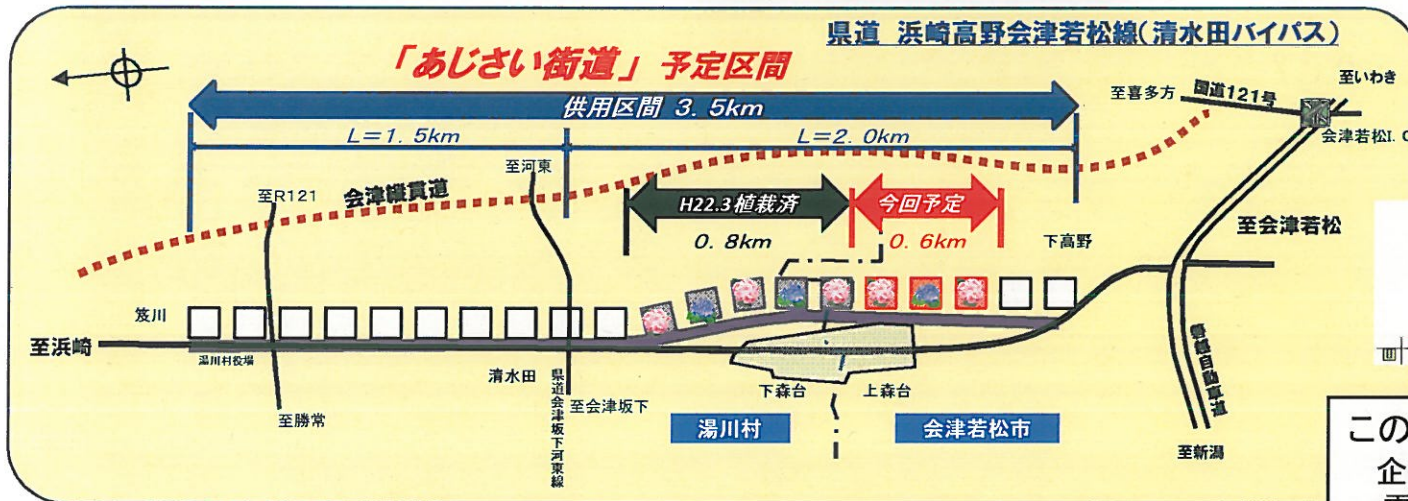 県道 浜崎高野会津若松線(清水田バイパス)
「あじさい街道」予定区間
供用区間 3.5km
L=1.5km
L=2.0km
至喜多方
国道121号
至いわき
会津若松I.C
至R121
会津縦貫道
至河東
H22.3植栽済
今回予定
0.8km
0.6km
下高野
至会津若松
笈川
至浜崎
湯川村役場
清水田
県道会津坂下河東線
至会津坂下
至勝常
下森台
上森台
湯川村
会津若松市
磐越自動車道
至新潟
この
企